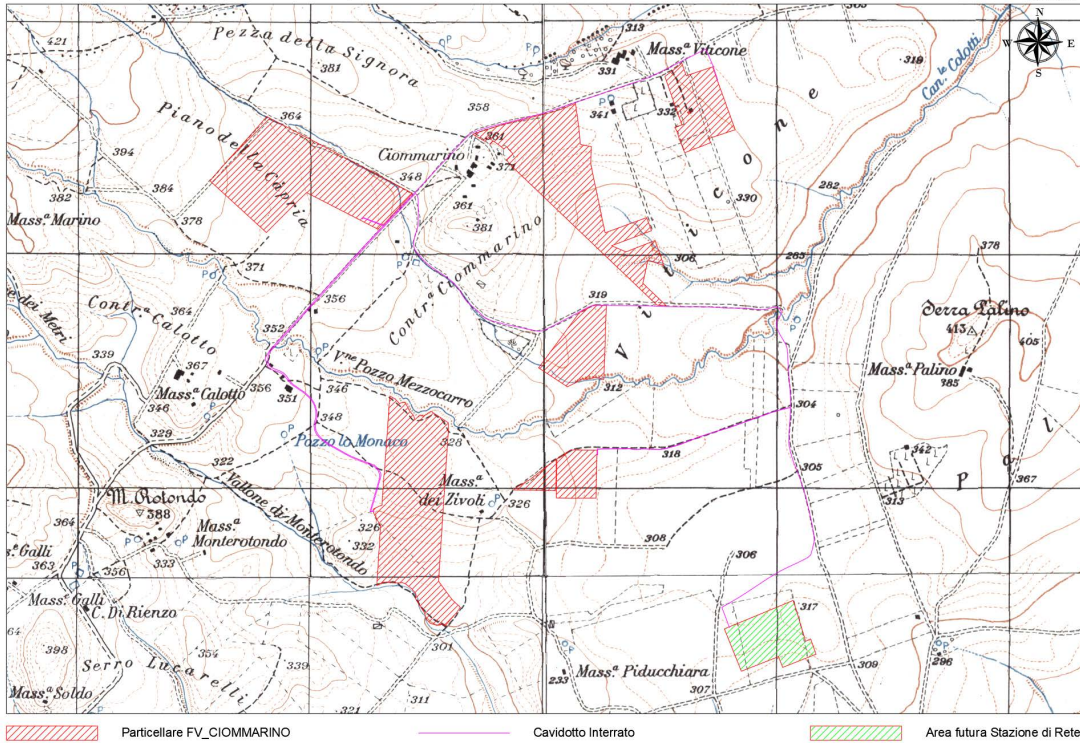 421
Pezza della Signora
381
313
Mass.ª Viticone
331
303
319
N
W E
S
Can.le Colotti
Piano della Càpria
364
358
361
341
332
394
Ciommarino
371
348
382
384
378
361
381
330
282
Mass.ª Marino
371
306
285
378
Contr.ª Ciommarino
Viticone
356
319
Serra Palino
413
405
Contr.ª Calotto
364
352
339
367
Mass.ª Calotto
356
351
346
V.ne Pozzo Mezzocarro
312
Mass.ª Palino
385
346
348
304
329
Pozzo lo Monaco
328
318
342
322
M. Rotondo
388
Vallone di Monterotondo
Mass.ª
dei Zivoli
326
305
313
Pal
367
364
Mass.ª
Monterotondo
326
332
308
306
s.ª Galli
363
356
333
Mass.ª Galli
C. Di Rienzo
317
301
398
354
Serro Lucarelli
339
233
Mass.ª Piducchiara
309
296
Mass.ª Soldo
311
321
307
Particellare FV_CIOMMARINO
Cavidotto Interrato
Area futura Stazione di Rete